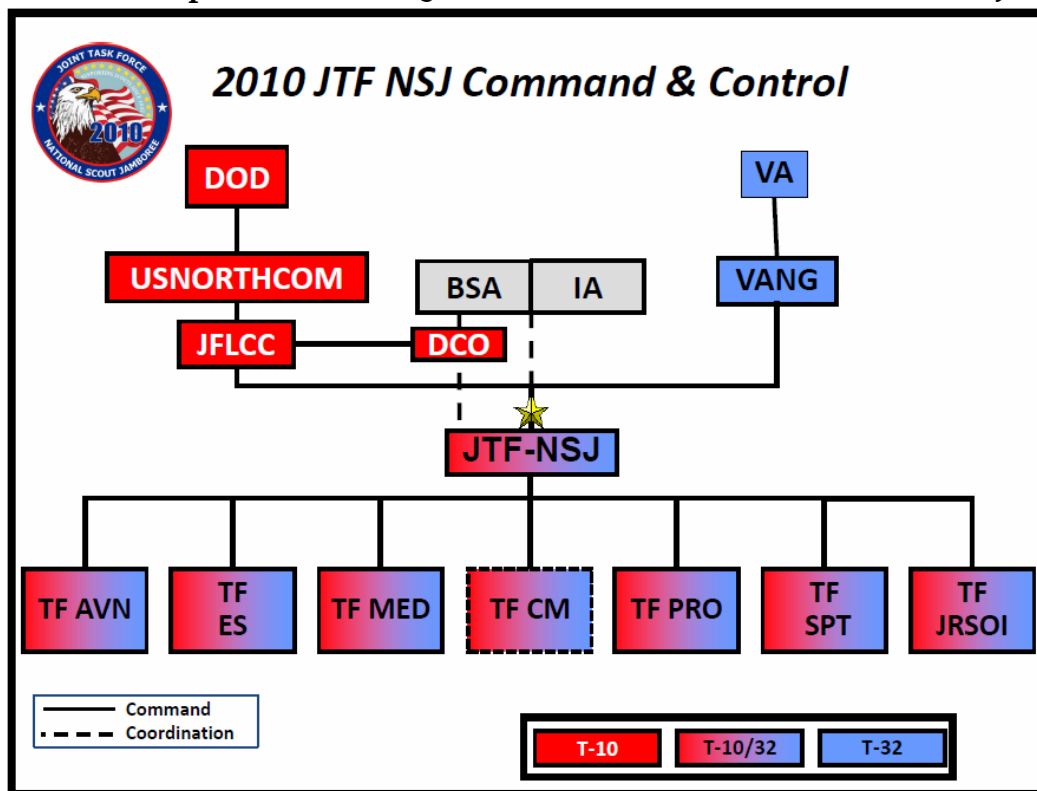 JOINT TASK FORCE
2010
NATIONAL SCOUT JAMBOREE
2010 JTF NSJ Command & Control
DOD
VA
USNORTHCOM
BSA
IA
VANG
JFLCC
DCO
JTF-NSJ
TF AVN
TF
ES
TF MED
TF CM
TF PRO
TF
SPT
TF
JRSOI
Command
Coordination
T-10
T-10/32
T-32